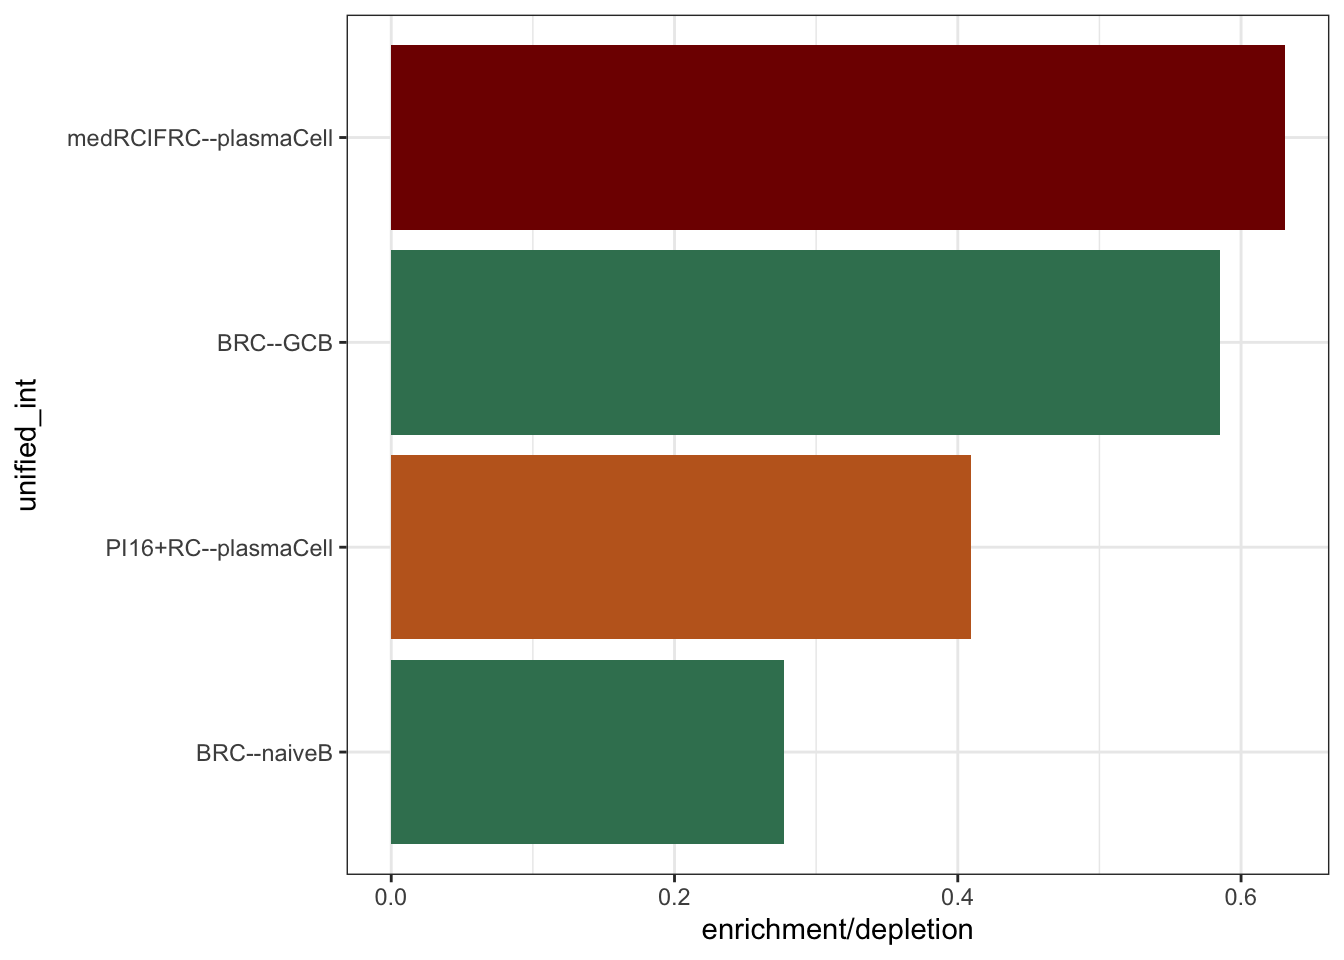 medRCIFRC--plasmaCell
BRC--GCB
PI16+RC--plasmaCell
BRC--naiveB
unified_int
0.0 0.2 0.4 0.6
enrichment/depletion